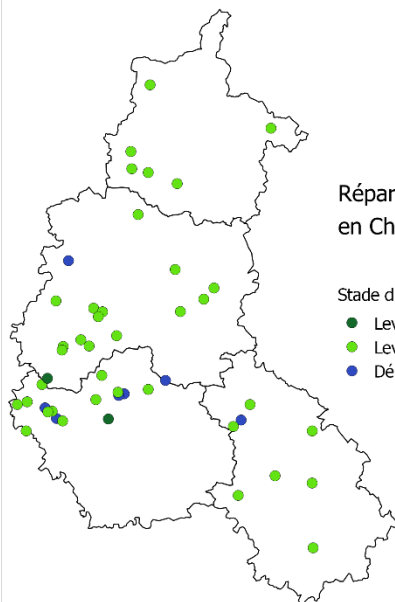 Répar
en Ch
Stade d
Lev
Lev
Dé